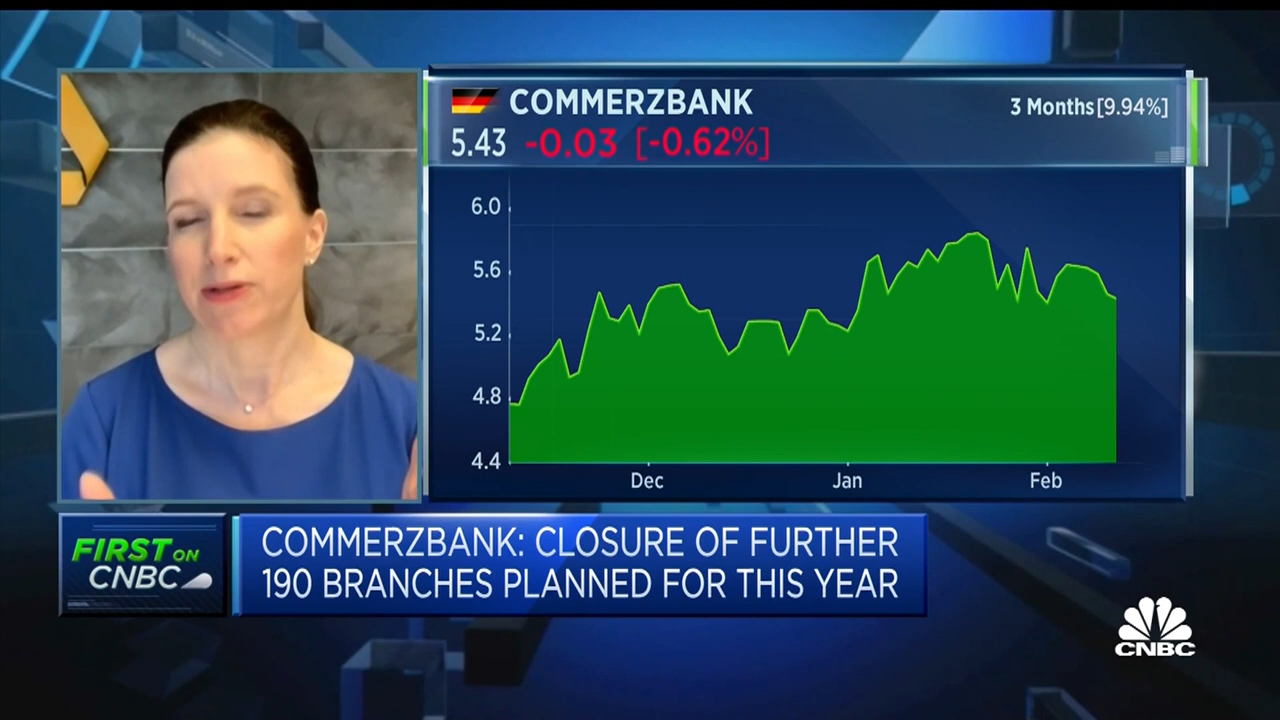 COMMERZBANK
3 Months[9.94%]
5.43 -0.03 [-0.62%]
6.0
5.6
5.2
4.8
4.4
Dec Jan Feb
FIRST ON
CNBC
COMMERZBANK: CLOSURE OF FURTHER
190 BRANCHES PLANNED FOR THIS YEAR
CNBC